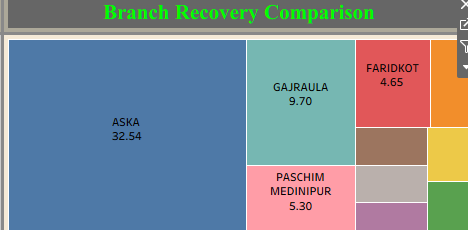 Branch Recovery Comparison
ASKA
32.54
GAJRAULA
9.70
FARIDKOT
4.65
PASCHIM
MEDINIPUR
5.30